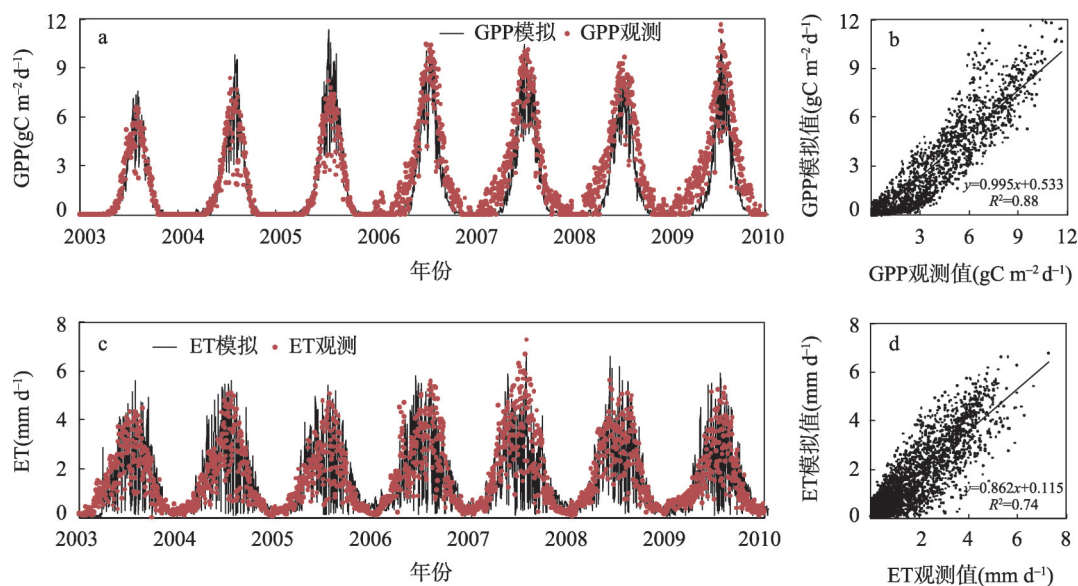 a
GPP模拟
GPP观测
GPP(gC m⁻² d⁻¹)
12
9
6
3
0
2003
2004
2005
2006
2007
2008
2009
2010
年份
b
GPP模拟值(gC m⁻² d⁻¹)
12
9
6
3
0
y=0.995x+0.533
R²=0.88
3
6
9
12
GPP观测值(gC m⁻² d⁻¹)
c
ET模拟
ET观测
ET(mm d⁻¹)
8
6
4
2
0
2003
2004
2005
2006
2007
2008
2009
2010
年份
d
ET模拟值(mm d⁻¹)
8
6
4
2
0
y=0.862x+0.115
R²=0.74
2
4
6
8
ET观测值(mm d⁻¹)